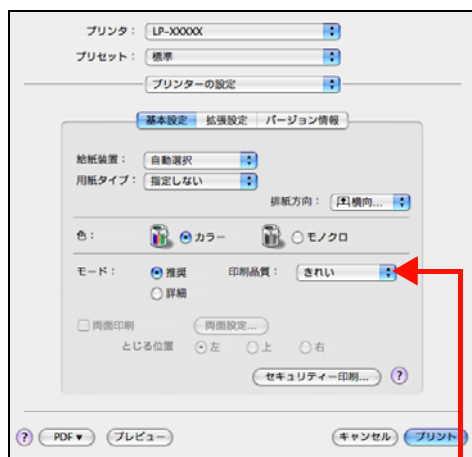 プリンタ： LP-XXXXX
プリセット： 標準
プリンターの設定
基本設定 拡張設定 バージョン情報
給紙装置： 自動選択
用紙タイプ： 指定しない
排紙方向： 横向...
色： カラー モノクロ
モード： 推奨 印刷品質： きれい
詳細
両面印刷 両面設定...
とじる位置 左 上 右
セキュリティー印刷... ?
? PDF▼ プレビュー キャンセル プリント